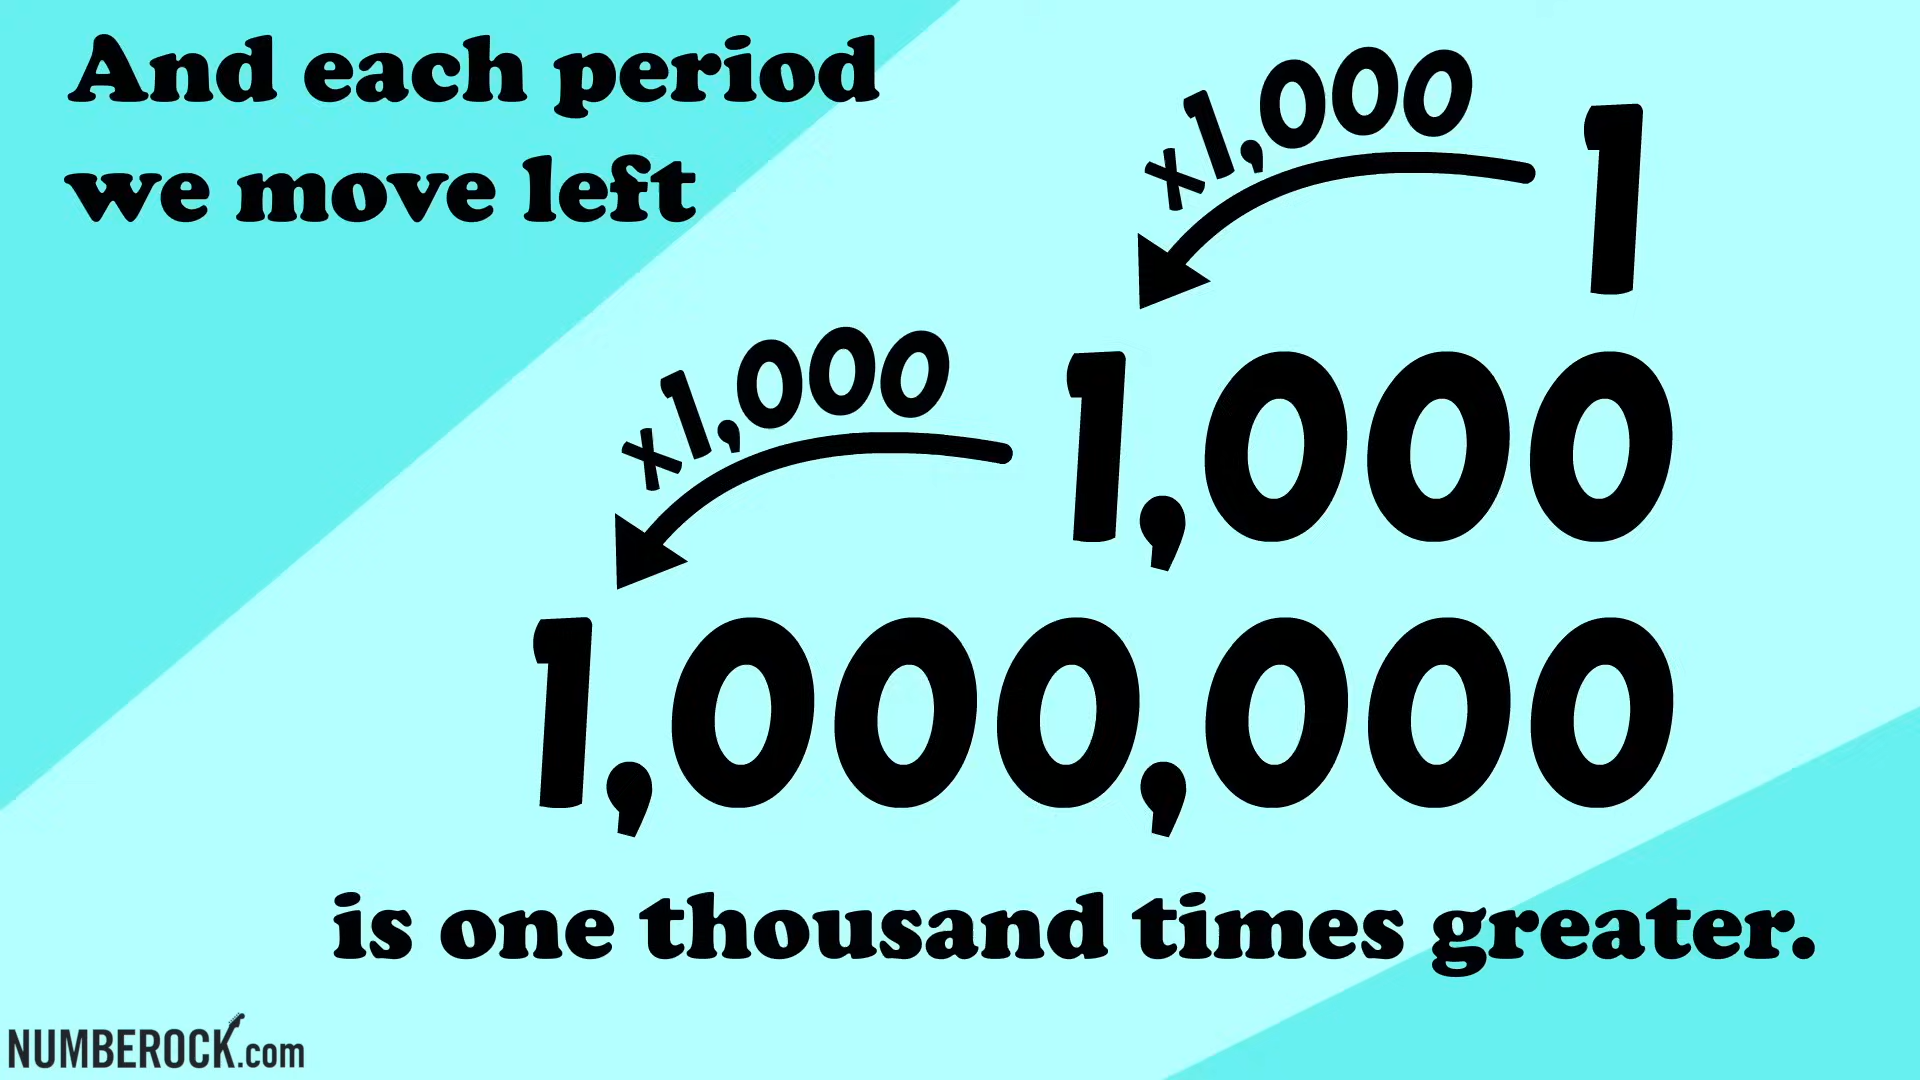 And each period
we move left
x1,000
1
x1,000
1,000
1,000,000
is one thousand times greater.
NUMBEROCK.com